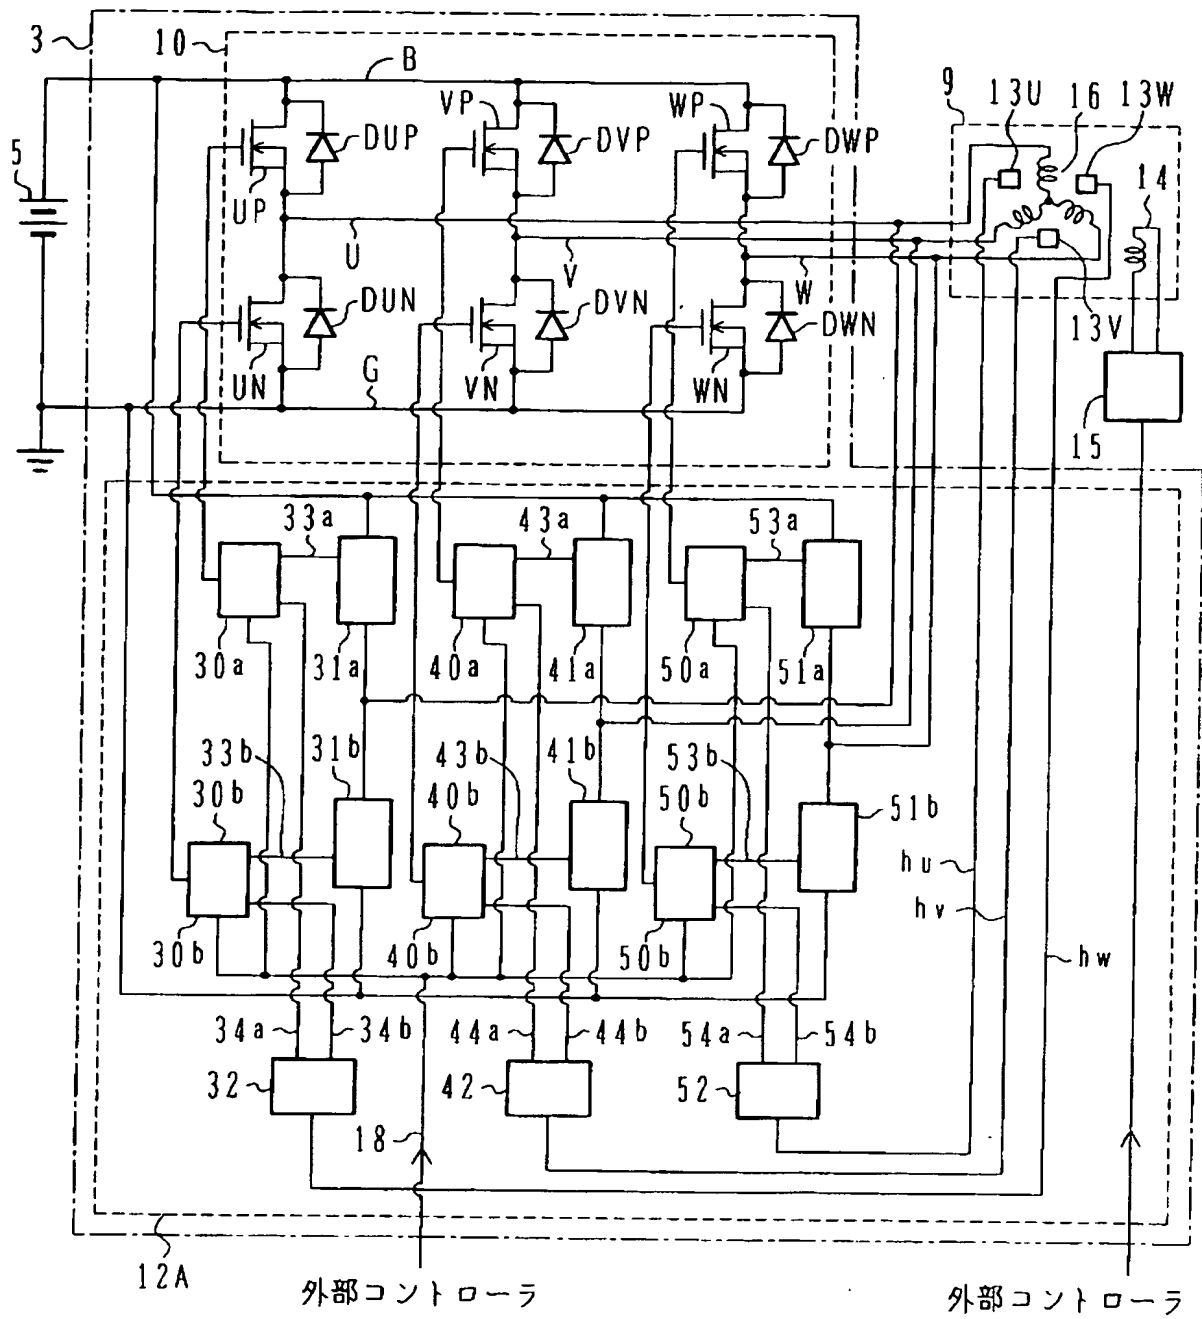 3
10
B
9
13U
16
13W
VP
WP
5
DUP
DVP
DWP
14
UP
U
V
W
DUN
DVN
DWN
13V
UN
G
VN
WN
15
33a
43a
53a
30a
31a
40a
41a
50a
51a
33b
31b
43b
41b
53b
51b
30b
40b
50b
hu
hv
30b
40b
50b
hw
34a
34b
44a
44b
54a
54b
32
42
52
18
12A
外部コントローラ
外部コントローラ